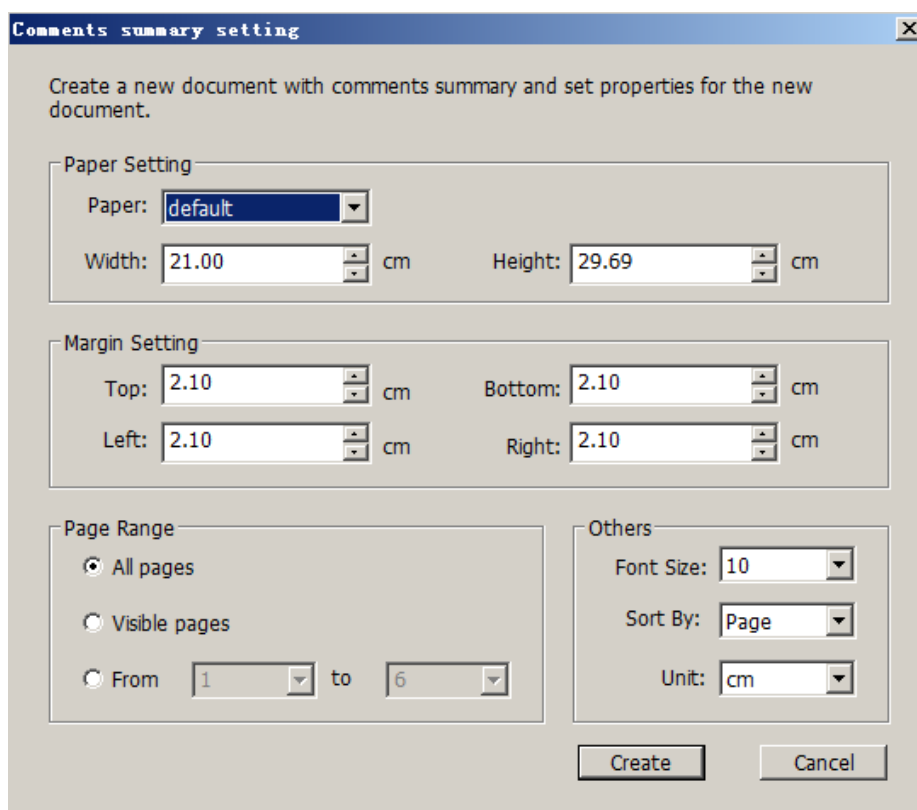 Comments summary setting
Create a new document with comments summary and set properties for the new
document.
Paper Setting
Paper: default
Width: 21.00 cm Height: 29.69 cm
Margin Setting
Top: 2.10 cm Bottom: 2.10 cm
Left: 2.10 cm Right: 2.10 cm
Page Range
All pages
Visible pages
From 1 to 6
Others
Font Size: 10
Sort By: Page
Unit: cm
Create Cancel